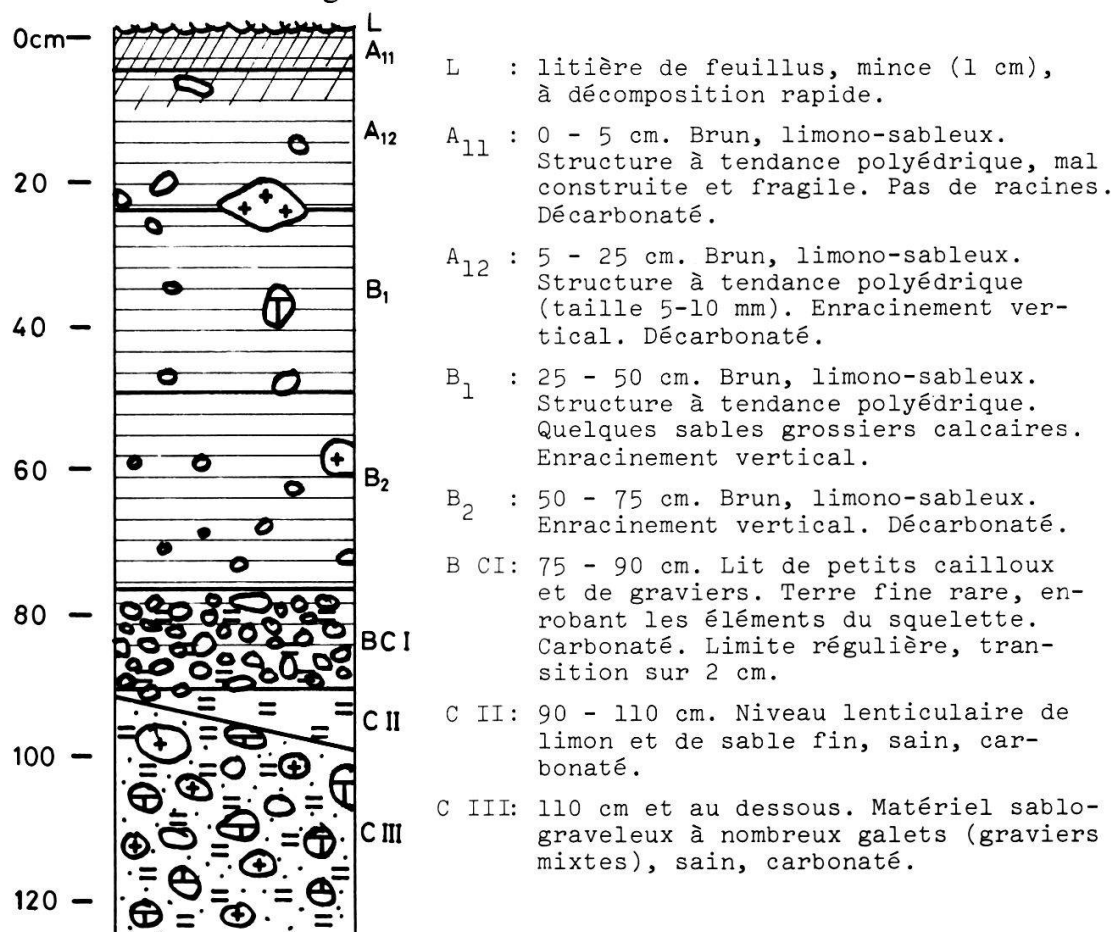 L
0cm
A11
A12
20
B1
40
60
B2
80
BC I
C II
100
C III
120
L : litière de feuillus, mince (1 cm),
à décomposition rapide.
A11 : 0 - 5 cm. Brun, limono-sableux.
Structure à tendance polyédrique, mal
construite et fragile. Pas de racines.
Décarbonaté.
A12 : 5 - 25 cm. Brun, limono-sableux.
Structure à tendance polyédrique
(taille 5-10 mm). Enracinement ver-
tical. Décarbonaté.
B1 : 25 - 50 cm. Brun, limono-sableux.
Structure à tendance polyédrique.
Quelques sables grossiers calcaires.
Enracinement vertical.
B2 : 50 - 75 cm. Brun, limono-sableux.
Enracinement vertical. Décarbonaté.
B CI: 75 - 90 cm. Lit de petits cailloux
et de graviers. Terre fine rare, en-
robant les éléments du squelette.
Carbonaté. Limite régulière, tran-
sition sur 2 cm.
C II: 90 - 110 cm. Niveau lenticulaire de
limon et de sable fin, sain, car-
bonaté.
C III: 110 cm et au dessous. Matériel sablo-
graveleux à nombreux galets (graviers
mixtes), sain, carbonaté.